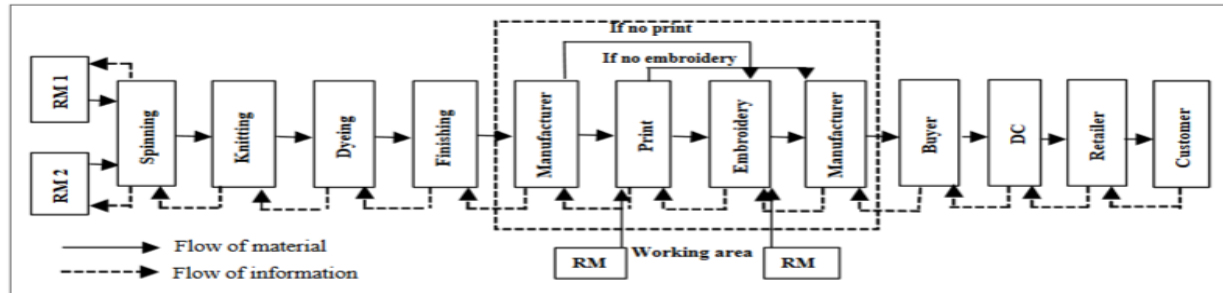 If no print
If no embroidery
RM 1
RM 2
Spinning
Knitting
Dyeing
Finishing
Manufacturer
Print
Embroidery
Manufacturer
Buyer
DC
Retailer
Customer
RM
Working area
RM
Flow of material
Flow of information